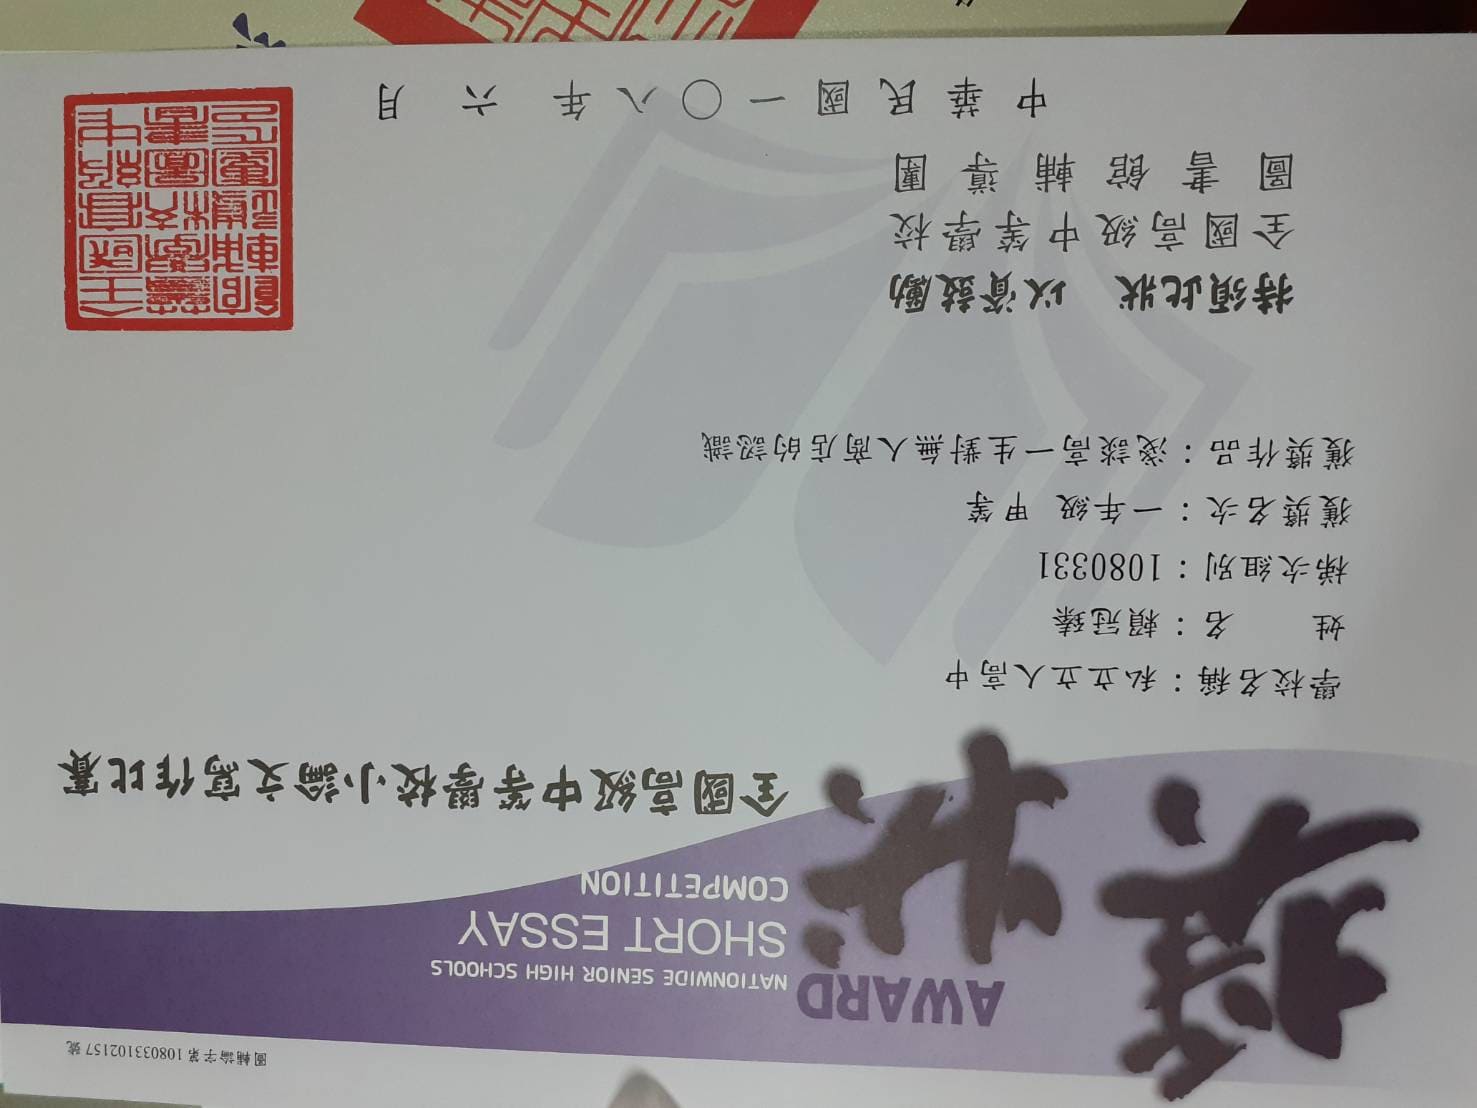 圖輔論字第108033102157號
獎狀
AWARD
NATIONWIDE SENIOR HIGH SCHOOLS
SHORT ESSAY
COMPETITION
全國高級中等學校小論文寫作比賽
學校名稱：私立立人高中
姓　　名：賴冠臻
梯次組別：1080331
獲獎名次：一年級 甲等
獲獎作品：淺談高一生對無人商店的認識
特頒此狀　以資鼓勵
全國高級中等學校
圖書館輔導團
中華民國一〇八年 六 月
全國高級中
等學校圖書
館輔導團印